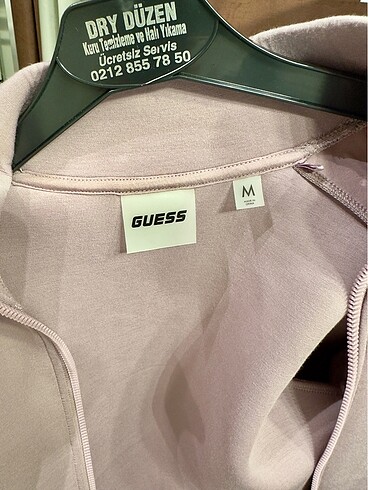 DRY DÜZEN
Kuru Temizleme ve Halı Yıkama
Ücretsiz Servis
0212 855 78 50
GUESS
M